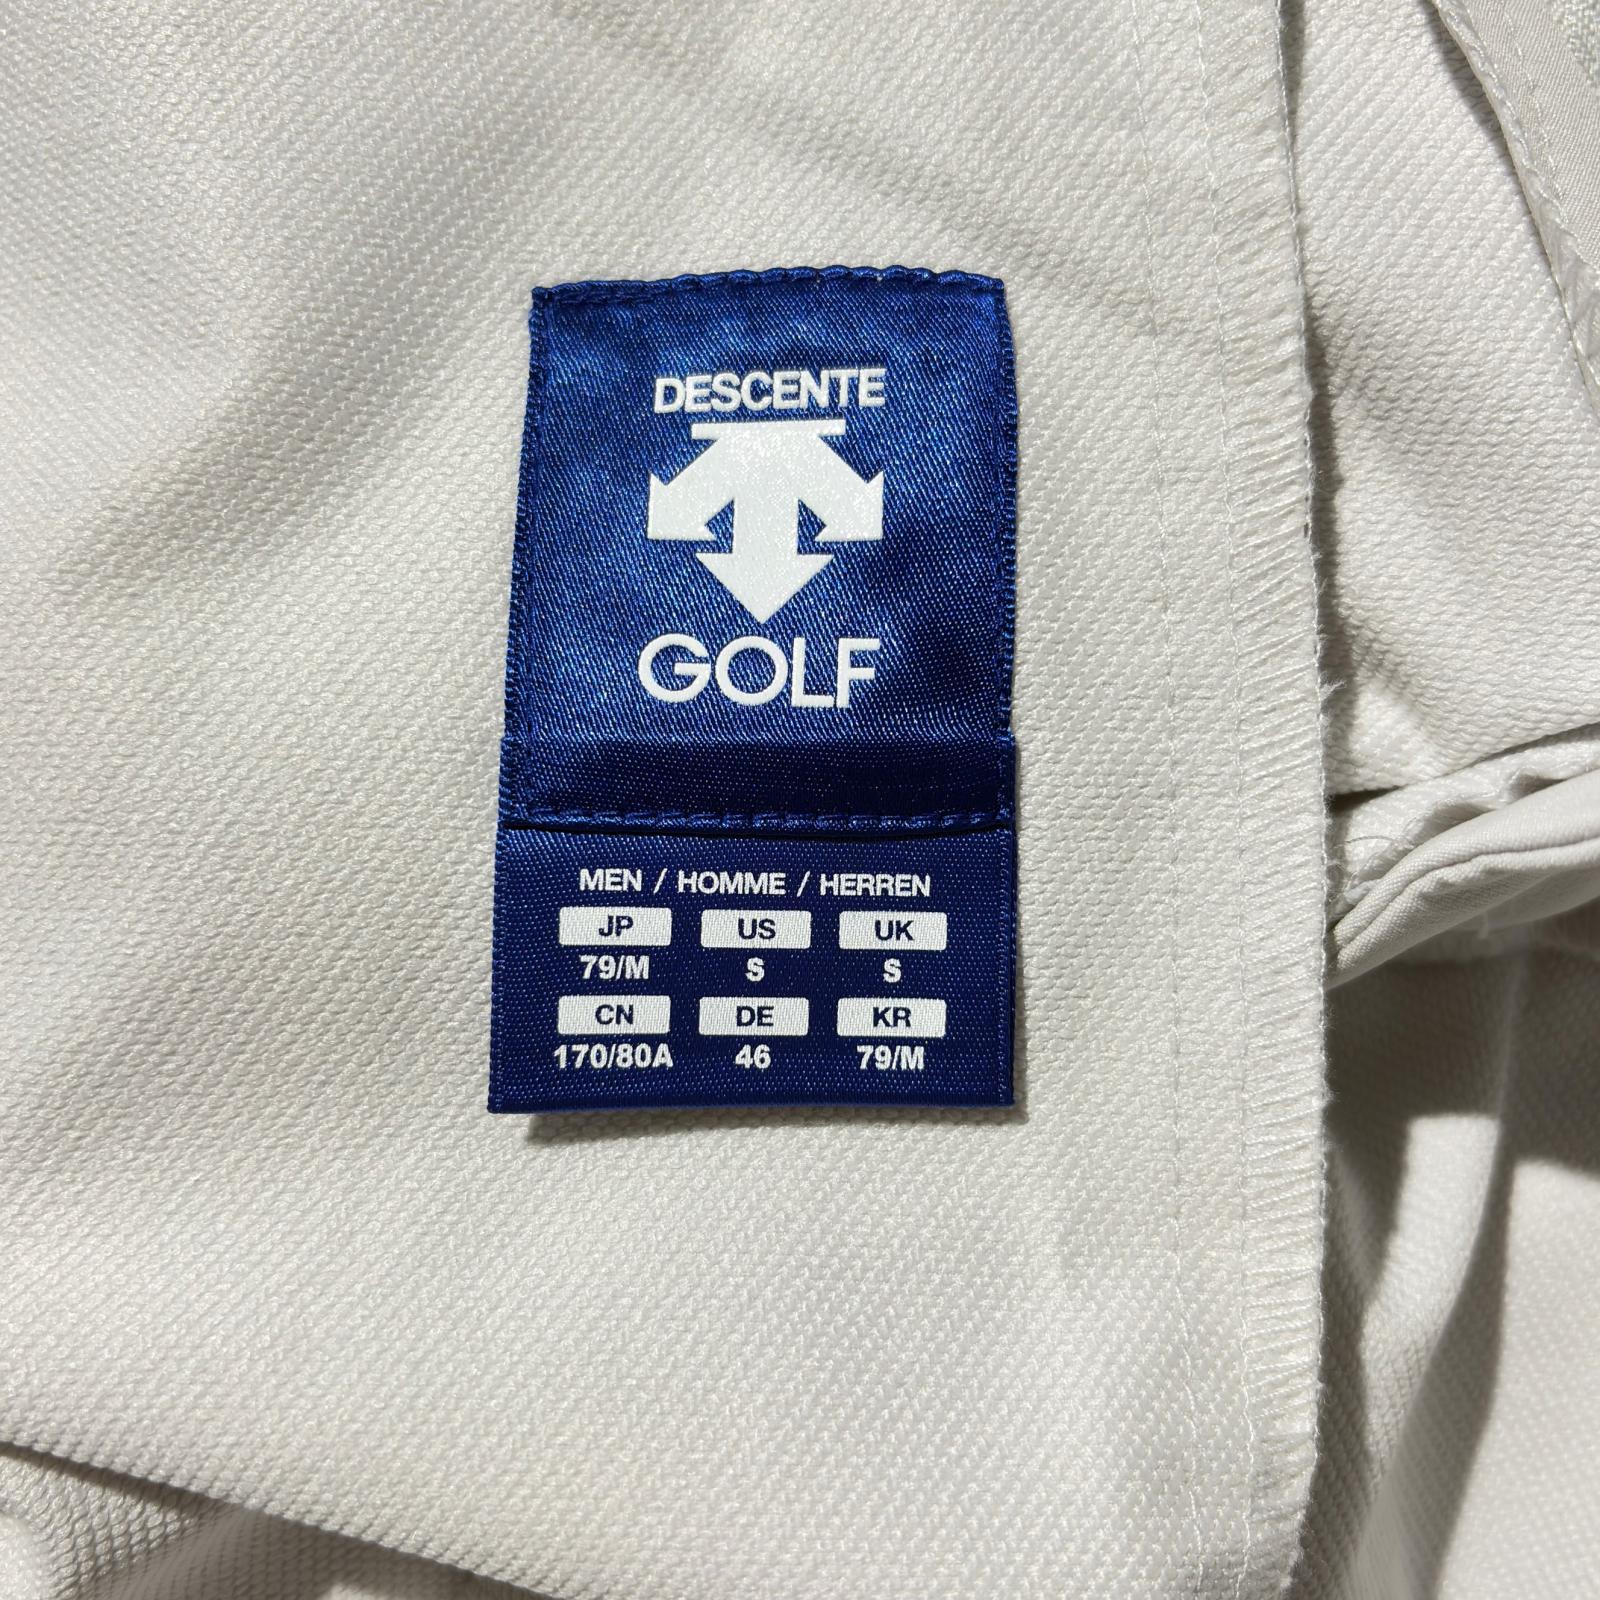 DESCENTE
GOLF
MEN / HOMME / HERREN
JP US UK
79/M S S
CN DE KR
170/80A 46 79/M